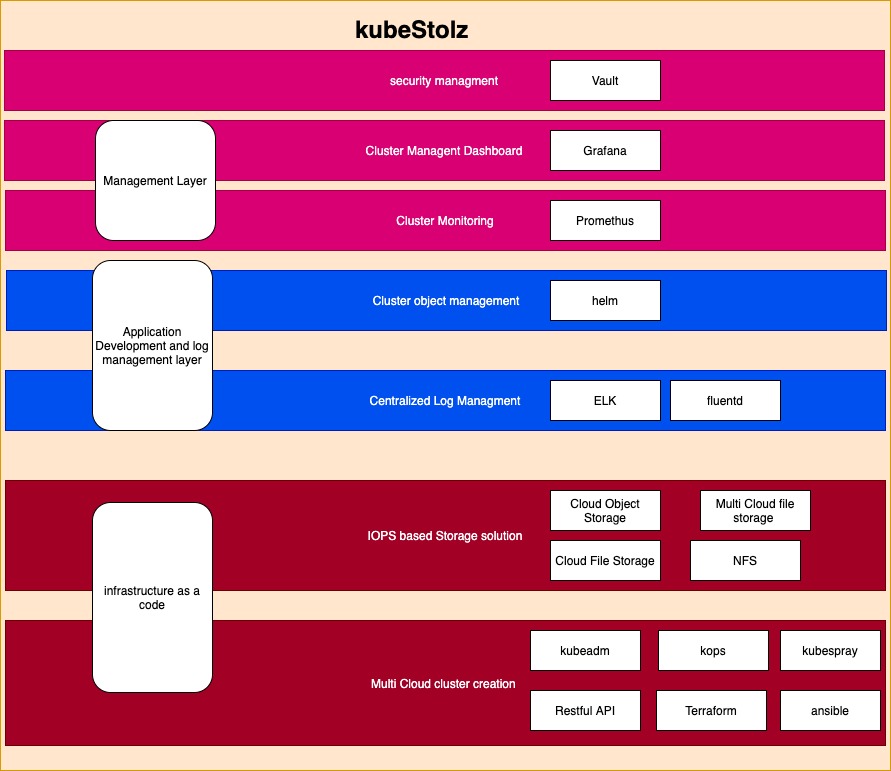 kubeStolz
security managment
Vault
Management Layer
Cluster Managent Dashboard
Grafana
Cluster Monitoring
Promethus
Application
Development and log
management layer
Cluster object management
helm
Centralized Log Managment
ELK
fluentd
infrastructure as a
code
IOPS based Storage solution
Cloud Object
Storage
Multi Cloud file
storage
Cloud File Storage
NFS
Multi Cloud cluster creation
kubeadm
kops
kubespray
Restful API
Terraform
ansible